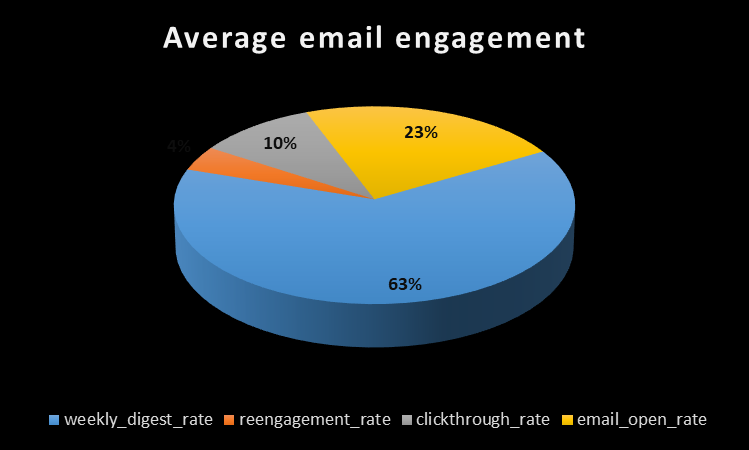 Average email engagement
23%
10%
4%
63%
weekly_digest_rate reengagement_rate clickthrough_rate email_open_rate